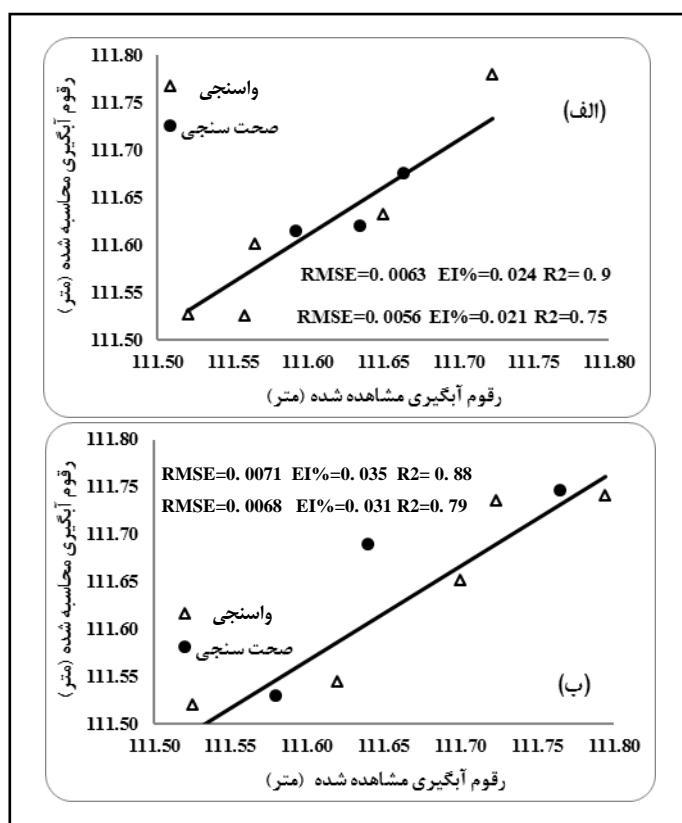 رقوم آبگیری محاسبه شده (متر)
111.80
111.75
111.70
111.65
111.60
111.55
111.50
واسنجی
صحت سنجی
(الف)
RMSE=0.0063 EI%=0.024 R2= 0.9
RMSE=0.0056 EI%=0.021 R2=0.75
111.50 111.55 111.60 111.65 111.70 111.75 111.80
رقوم آبگیری مشاهده شده (متر)
رقوم آبگیری محاسبه شده (متر)
111.80
111.75
111.70
111.65
111.60
111.55
111.50
RMSE=0.0071 EI%=0.035 R2= 0.88
RMSE=0.0068 EI%=0.031 R2=0.79
واسنجی
صحت سنجی
(ب)
111.50 111.55 111.60 111.65 111.70 111.75 111.80
رقوم آبگیری مشاهده شده (متر)